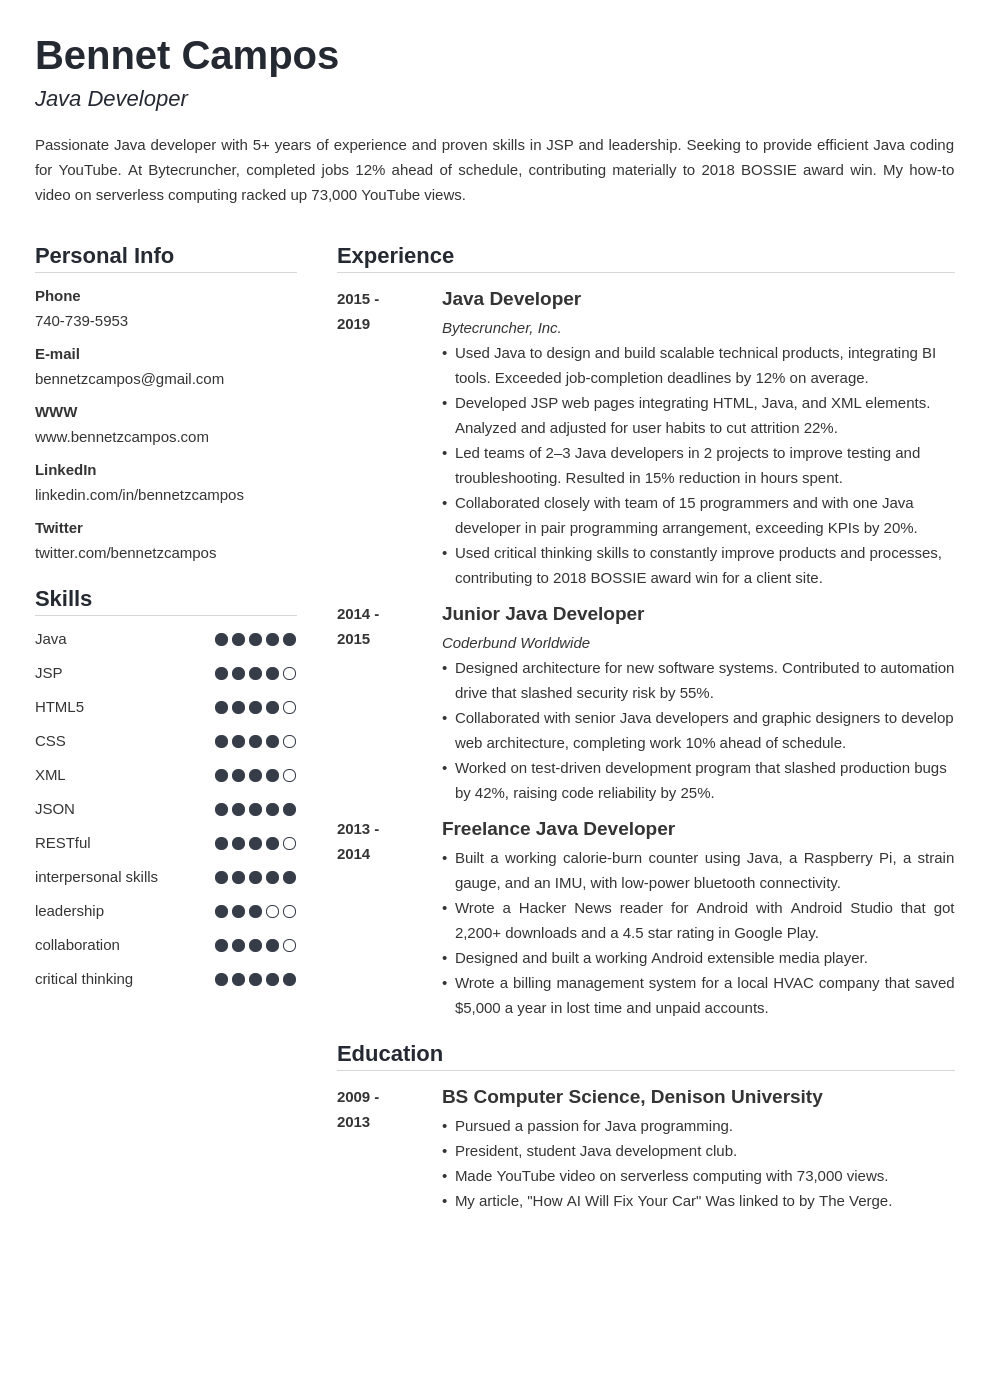 Bennet Campos
Java Developer
Passionate Java developer with 5+ years of experience and proven skills in JSP and leadership. Seeking to provide efficient Java coding
for YouTube. At Bytecruncher, completed jobs 12% ahead of schedule, contributing materially to 2018 BOSSIE award win. My how-to
video on serverless computing racked up 73,000 YouTube views.
Personal Info
Phone
740-739-5953
E-mail
bennetzcampos@gmail.com
WWW
www.bennetzcampos.com
LinkedIn
linkedin.com/in/bennetzcampos
Twitter
twitter.com/bennetzcampos
Skills
Java
JSP
HTML5
CSS
XML
JSON
RESTful
interpersonal skills
leadership
collaboration
critical thinking
Experience
2015 -
2019
Java Developer
Bytecruncher, Inc.
• Used Java to design and build scalable technical products, integrating BI
tools. Exceeded job-completion deadlines by 12% on average.
• Developed JSP web pages integrating HTML, Java, and XML elements.
Analyzed and adjusted for user habits to cut attrition 22%.
• Led teams of 2–3 Java developers in 2 projects to improve testing and
troubleshooting. Resulted in 15% reduction in hours spent.
• Collaborated closely with team of 15 programmers and with one Java
developer in pair programming arrangement, exceeding KPIs by 20%.
• Used critical thinking skills to constantly improve products and processes,
contributing to 2018 BOSSIE award win for a client site.
2014 -
2015
Junior Java Developer
Coderbund Worldwide
• Designed architecture for new software systems. Contributed to automation
drive that slashed security risk by 55%.
• Collaborated with senior Java developers and graphic designers to develop
web architecture, completing work 10% ahead of schedule.
• Worked on test-driven development program that slashed production bugs
by 42%, raising code reliability by 25%.
2013 -
2014
Freelance Java Developer
• Built a working calorie-burn counter using Java, a Raspberry Pi, a strain
gauge, and an IMU, with low-power bluetooth connectivity.
• Wrote a Hacker News reader for Android with Android Studio that got
2,200+ downloads and a 4.5 star rating in Google Play.
• Designed and built a working Android extensible media player.
• Wrote a billing management system for a local HVAC company that saved
$5,000 a year in lost time and unpaid accounts.
Education
2009 -
2013
BS Computer Science, Denison University
• Pursued a passion for Java programming.
• President, student Java development club.
• Made YouTube video on serverless computing with 73,000 views.
• My article, "How AI Will Fix Your Car" Was linked to by The Verge.